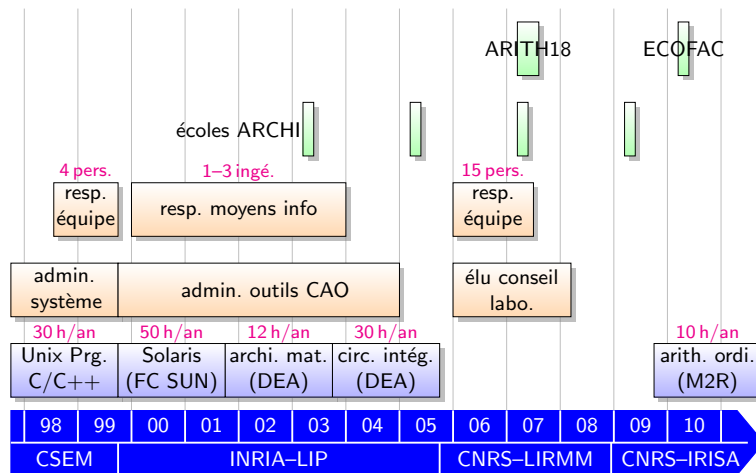 ARITH18 ECOFAC
écoles ARCHI
4 pers. 1–3 ingé. 15 pers.
resp. équipe
resp. moyens info
resp. équipe
admin. système
admin. outils CAO
élu conseil labo.
30 h/an 50 h/an 12 h/an 30 h/an 10 h/an
Unix Prg. Solaris archi. mat. circ. intég. arith. ordi.
C/C++ (FC SUN) (DEA) (DEA) (M2R)
98 99 00 01 02 03 04 05 06 07 08 09 10
CSEM INRIA–LIP CNRS–LIRMM CNRS–IRISA